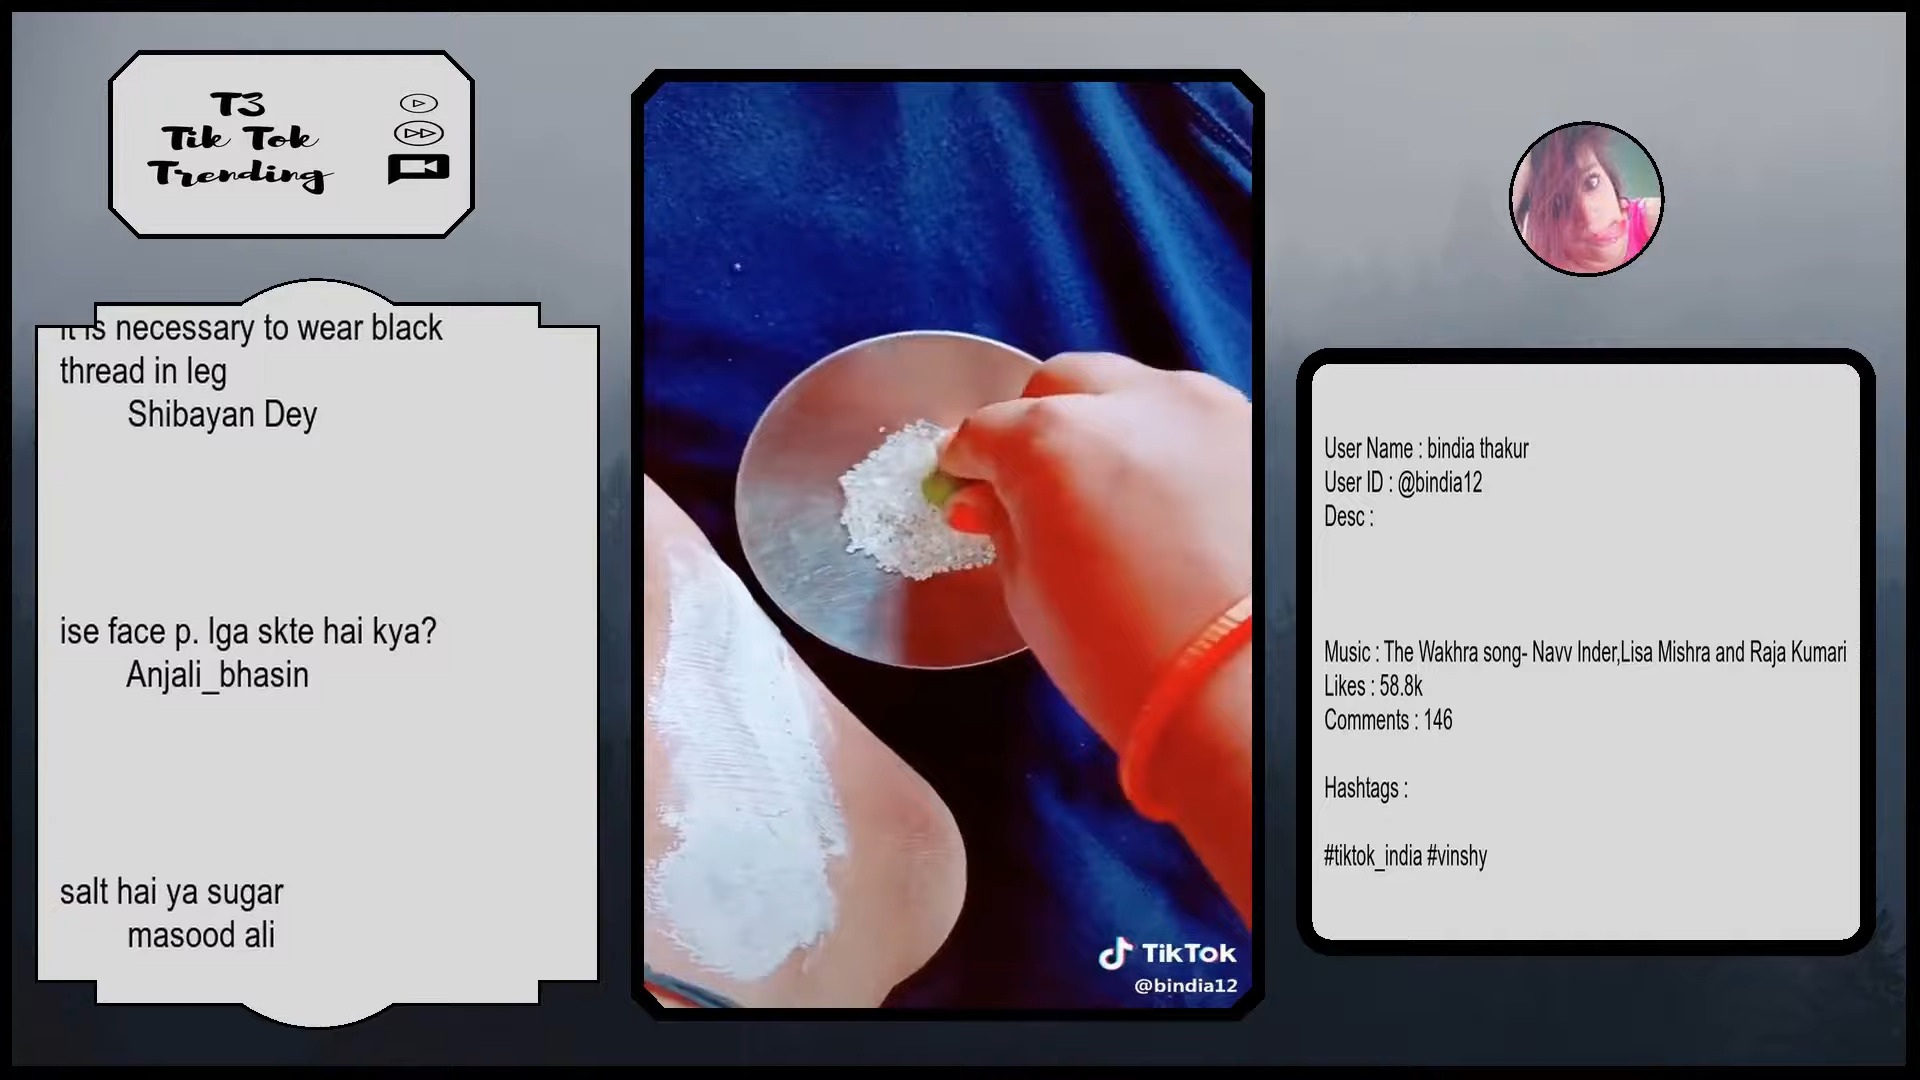 T3
Tik Tok
Trending
it is necessary to wear black
thread in leg
Shibayan Dey
ise face p. lga skte hai kya?
Anjali_bhasin
salt hai ya sugar
masood ali
TikTok
@bindia12
User Name : bindia thakur
User ID : @bindia12
Desc :
Music : The Wakhra song- Navv Inder,Lisa Mishra and Raja Kumari
Likes : 58.8k
Comments : 146
Hashtags :
#tiktok_india #vinshy